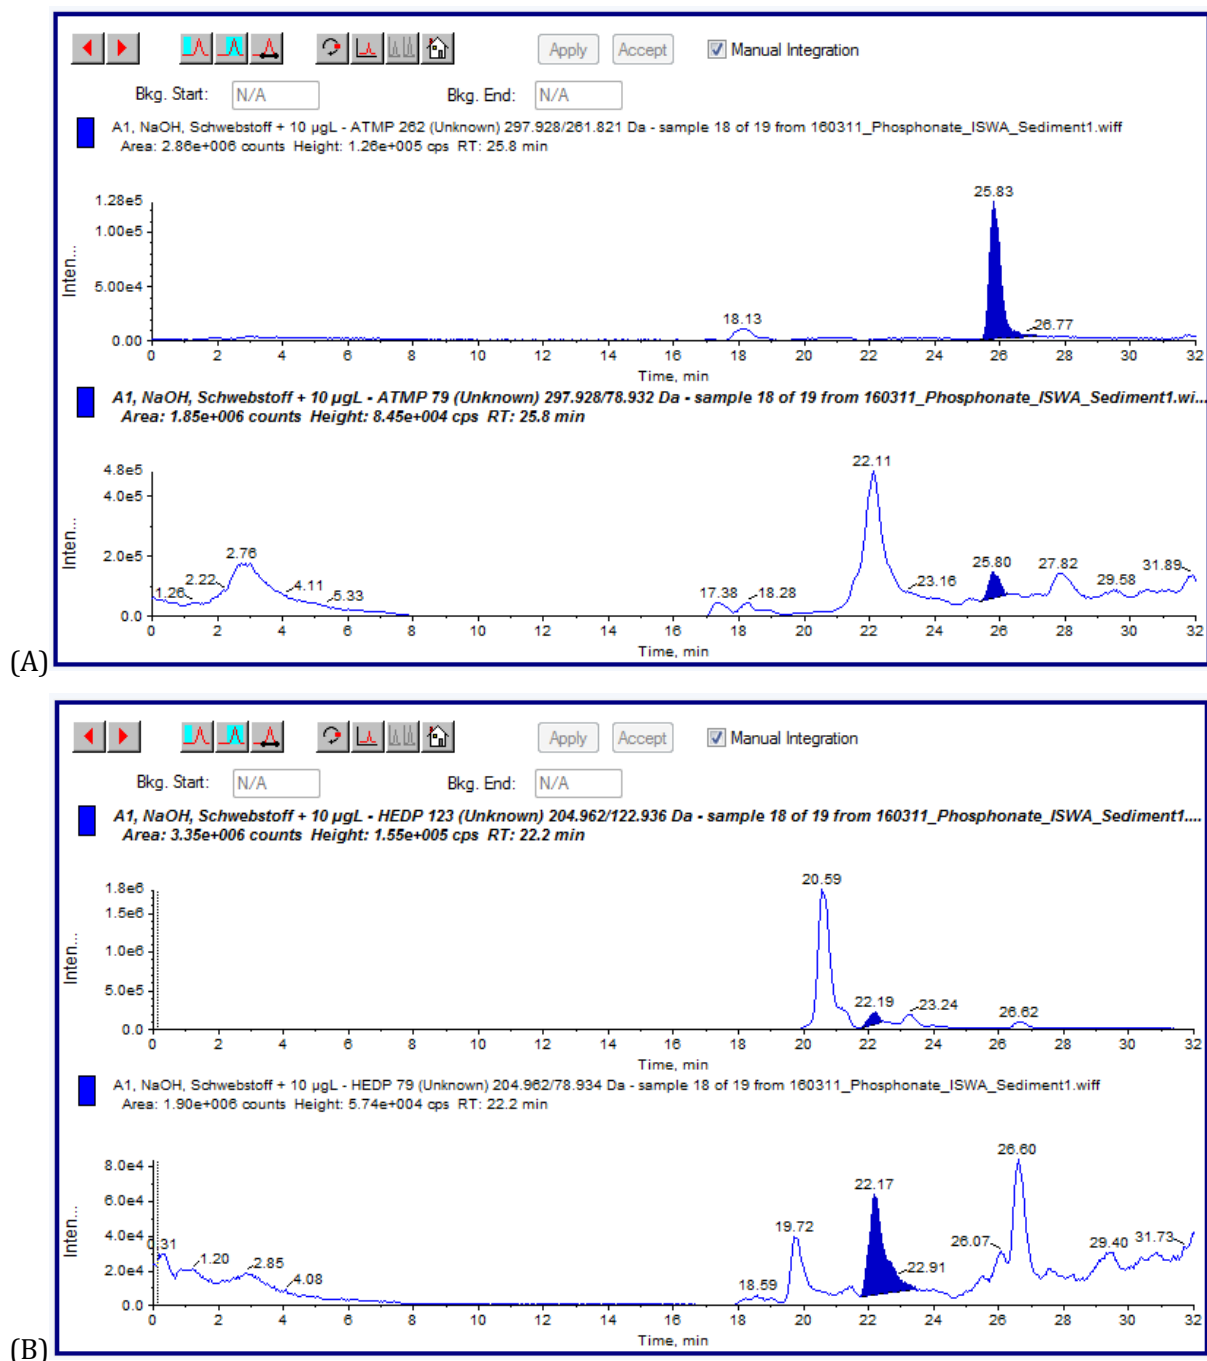 Apply Accept Manual Integration
Bkg. Start: N/A Bkg. End: N/A
A1, NaOH, Schwebstoff + 10 µgL - ATMP 262 (Unknown) 297.928/261.821 Da - sample 18 of 19 from 160311_Phosphonate_ISWA_Sediment1.wiff
Area: 2.86e+006 counts Height: 1.26e+005 cps RT: 25.8 min
Inten...
1.28e5
1.00e5
5.00e4
0.00
18.13 25.83 26.77
0 2 4 6 8 10 12 14 16 18 20 22 24 26 28 30 32
Time, min
A1, NaOH, Schwebstoff + 10 µgL - ATMP 79 (Unknown) 297.928/78.932 Da - sample 18 of 19 from 160311_Phosphonate_ISWA_Sediment1.wi...
Area: 1.85e+006 counts Height: 8.45e+004 cps RT: 25.8 min
Inten...
4.8e5
4.0e5
2.0e5
0.0
1.26 2.22 2.76 4.11 5.33 17.38 18.28 22.11 23.16 25.80 27.82 29.58 31.89
0 2 4 6 8 10 12 14 16 18 20 22 24 26 28 30 32
Time, min
(A)
Apply Accept Manual Integration
Bkg. Start: N/A Bkg. End: N/A
A1, NaOH, Schwebstoff + 10 µgL - HEDP 123 (Unknown) 204.962/122.936 Da - sample 18 of 19 from 160311_Phosphonate_ISWA_Sediment1....
Area: 3.35e+006 counts Height: 1.55e+005 cps RT: 22.2 min
Inten...
1.8e6
1.5e6
1.0e6
5.0e5
0.0
20.59 22.19 23.24 26.62
0 2 4 6 8 10 12 14 16 18 20 22 24 26 28 30 32
Time, min
A1, NaOH, Schwebstoff + 10 µgL - HEDP 79 (Unknown) 204.962/78.934 Da - sample 18 of 19 from 160311_Phosphonate_ISWA_Sediment1.wiff
Area: 1.90e+006 counts Height: 5.74e+004 cps RT: 22.2 min
Inten...
8.0e4
6.0e4
4.0e4
2.0e4
0.0
0.31 1.20 2.85 4.08 18.59 19.72 22.17 22.91 26.07 26.60 29.40 31.73
0 2 4 6 8 10 12 14 16 18 20 22 24 26 28 30 32
Time, min
(B)